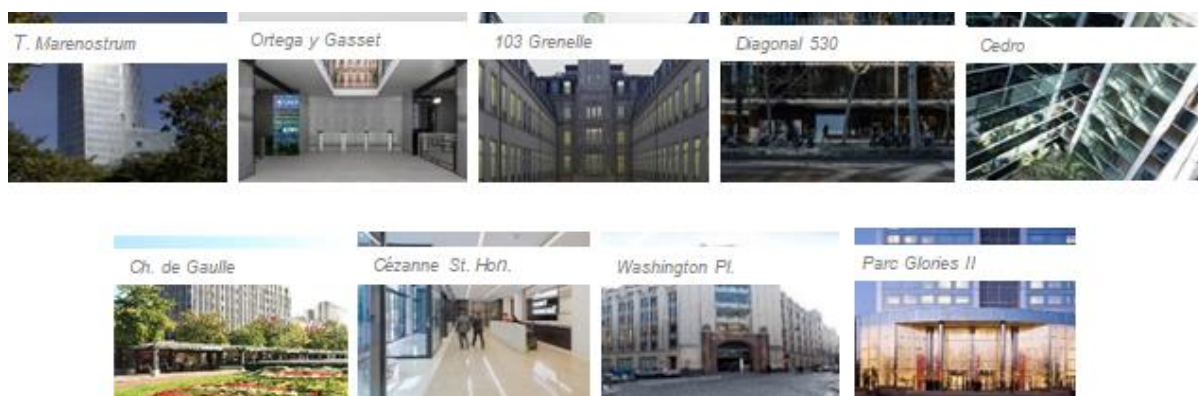 T. Marenostrum
Ortega y Gasset
103 Grenelle
Diagonal 530
Cedro
Ch. de Gaulle
Cézanne St. Hon.
Washington Pl.
Parc Glories II